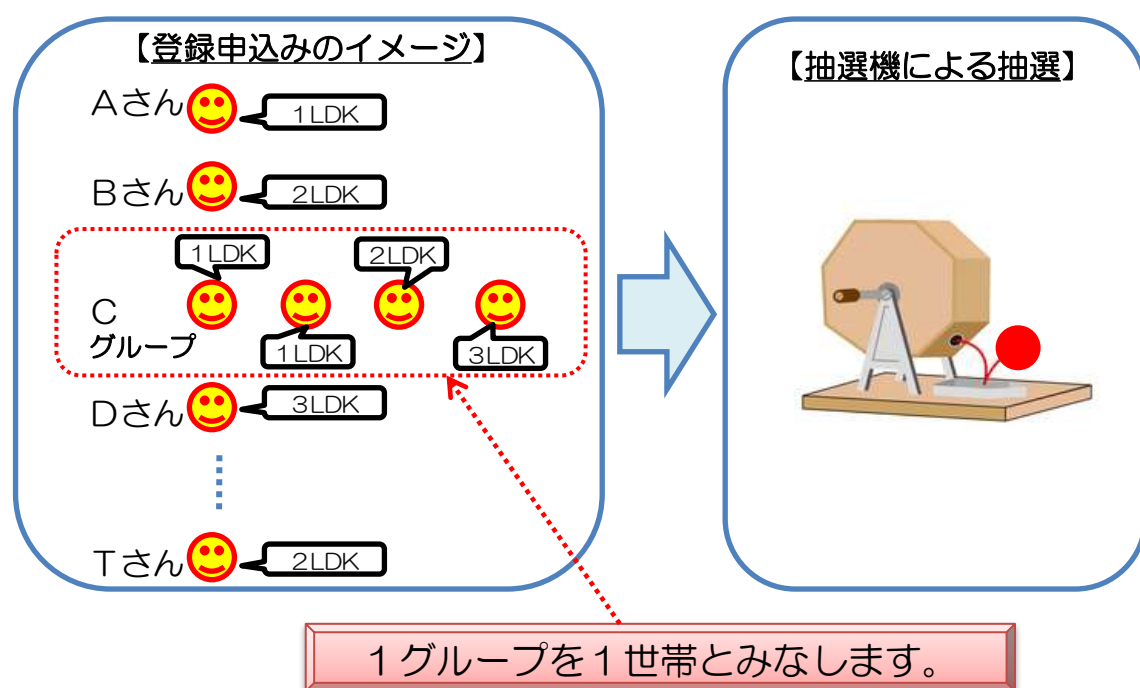 【登録申込みのイメージ】
Aさん
1LDK
Bさん
2LDK
C
グループ
1LDK
1LDK
2LDK
3LDK
Dさん
3LDK
Tさん
2LDK
【抽選機による抽選】
1グループを1世帯とみなします。